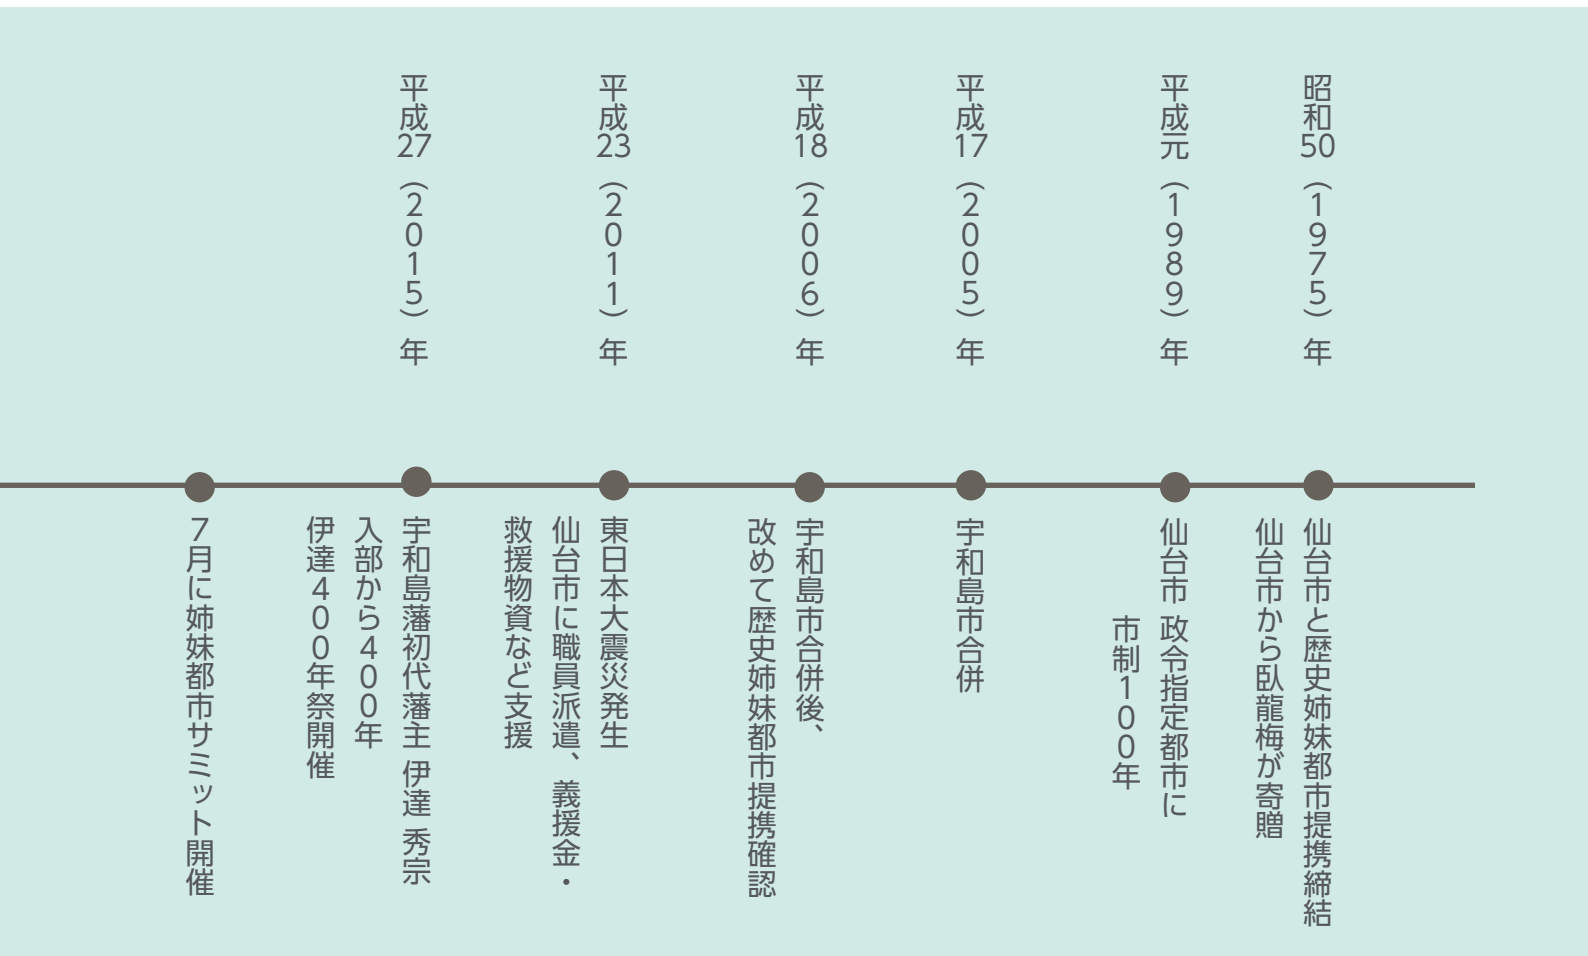 昭和50（1975）年
仙台市と歴史姉妹都市提携締結
仙台市から臥龍梅が寄贈
平成元（1989）年
仙台市 政令指定都市に
市制100年
平成17（2005）年
宇和島市合併
平成18（2006）年
宇和島市合併後、
改めて歴史姉妹都市提携確認
平成23（2011）年
東日本大震災発生
仙台市に職員派遣、義援金・
救援物資など支援
平成27（2015）年
宇和島藩初代藩主 伊達 秀宗
入部から400年
伊達400年祭開催
7月に姉妹都市サミット開催